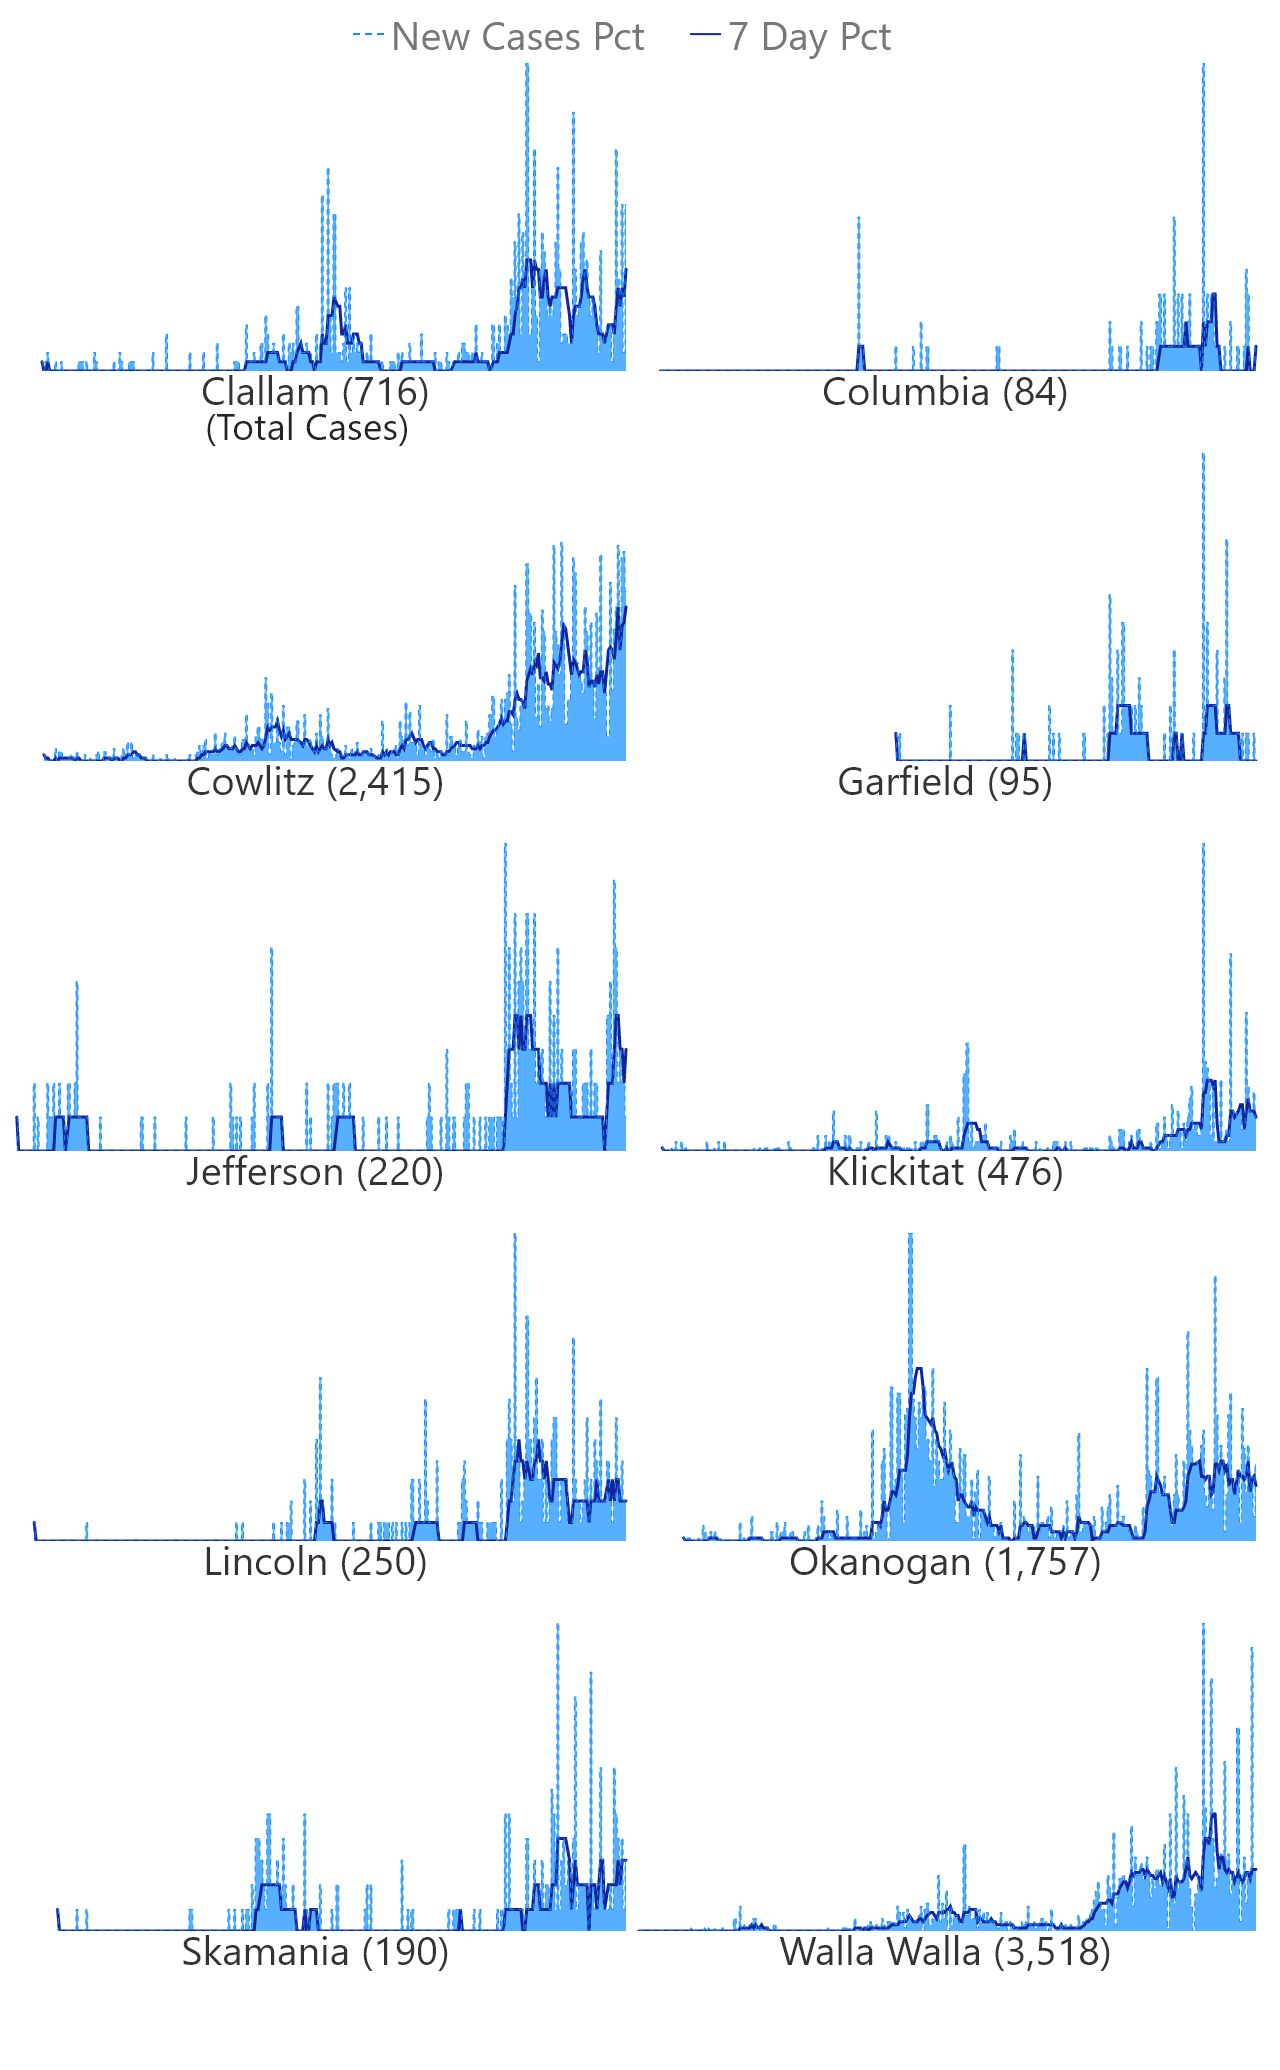 New Cases Pct 7 Day Pct
Clallam (716) Columbia (84)
(Total Cases)
Cowlitz (2,415) Garfield (95)
Jefferson (220) Klickitat (476)
Lincoln (250) Okanogan (1,757)
Skamania (190) Walla Walla (3,518)